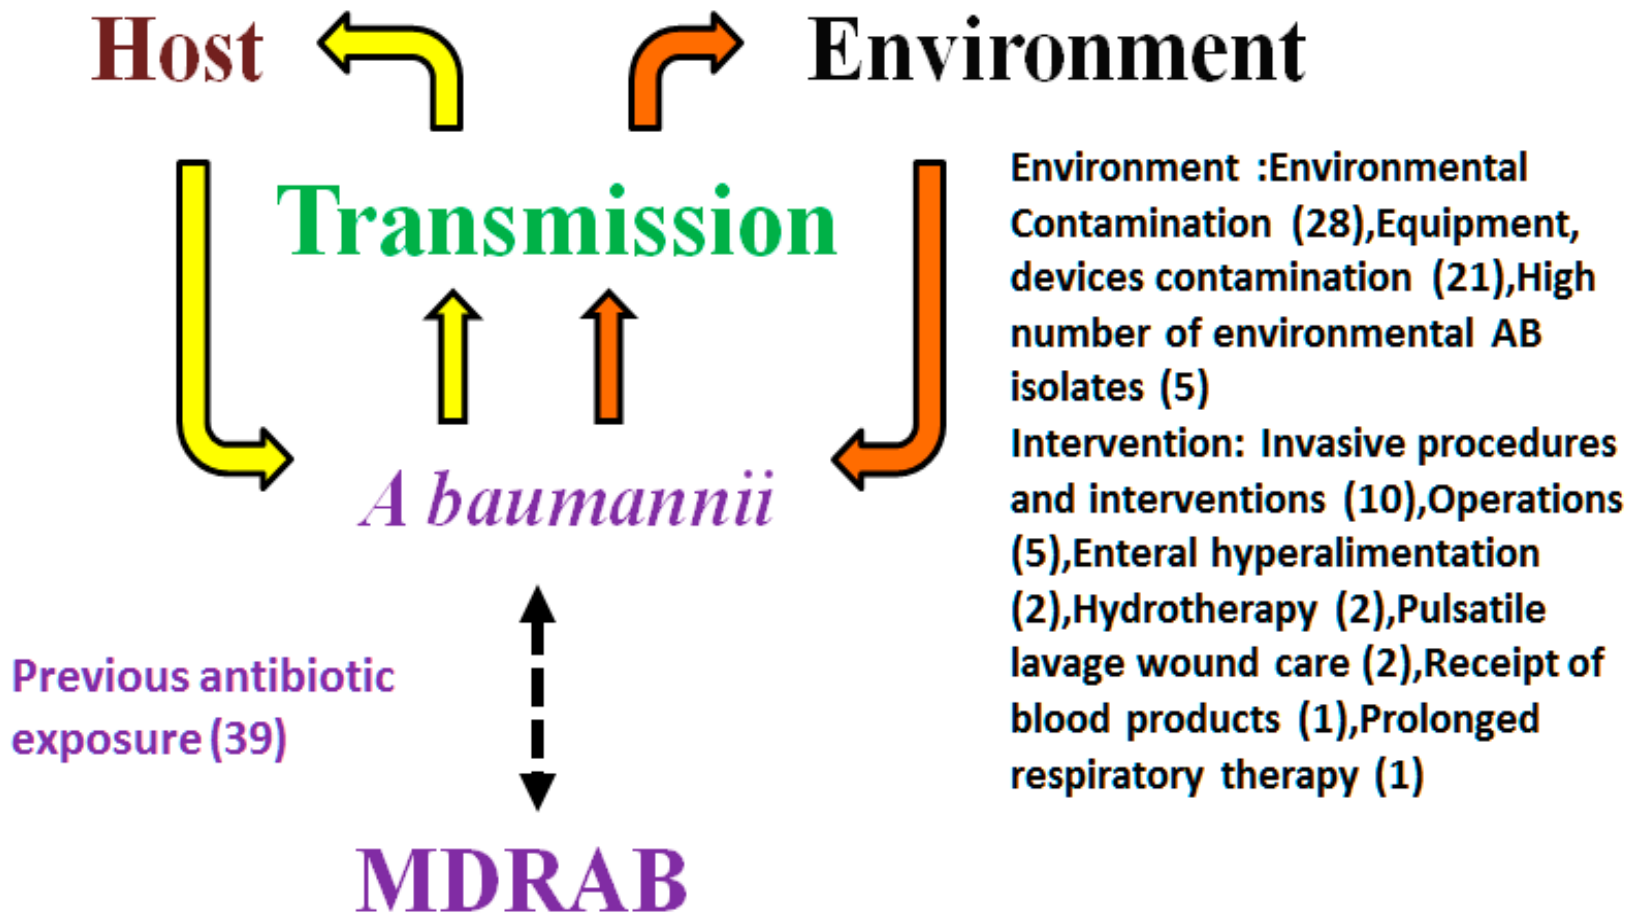 Host
Environment
Transmission
A baumannii
Previous antibiotic
exposure (39)
MDRAB
Environment :Environmental
Contamination (28),Equipment,
devices contamination (21),High
number of environmental AB
isolates (5)
Intervention: Invasive procedures
and interventions (10),Operations
(5),Enteral hyperalimentation
(2),Hydrotherapy (2),Pulsatile
lavage wound care (2),Receipt of
blood products (1),Prolonged
respiratory therapy (1)